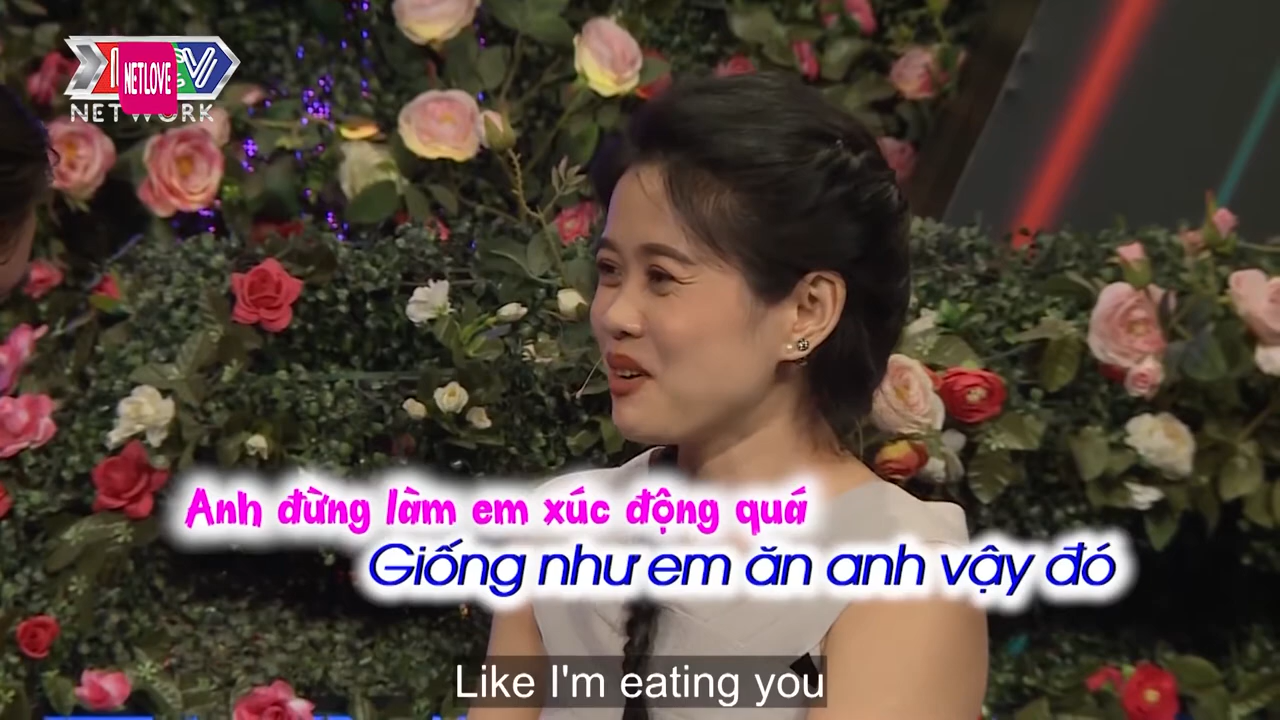 NETLOVE
NETWORK
Anh đừng làm em xúc động quá
Giống như em ăn anh vậy đó
Like I'm eating you